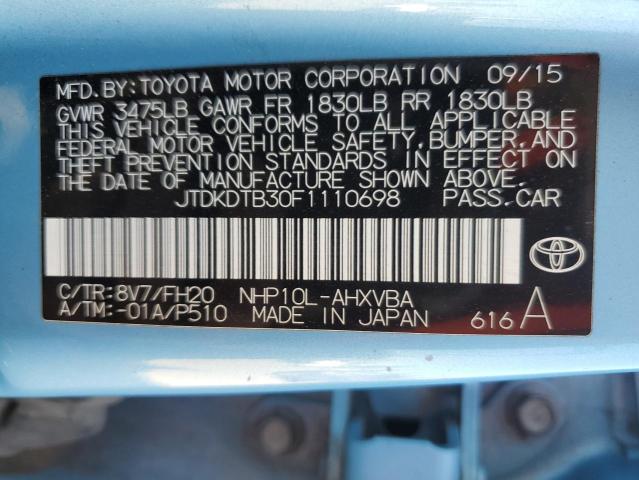 MFD. BY: TOYOTA MOTOR CORPORATION 09/15
GVWR 3475LB GAWR FR 1830LB RR 1830LB
THIS VEHICLE CONFORMS TO ALL APPLICABLE
FEDERAL MOTOR VEHICLE SAFETY, BUMPER, AND
THEFT PREVENTION STANDARDS IN EFFECT ON
THE DATE OF MANUFACTURE SHOWN ABOVE.
JTDKDTB30F1110698 PASS. CAR
C/TR: 8V7/FH20 NHP10L-AHXVBA
A/TM: -01A/P510 MADE IN JAPAN 616 A